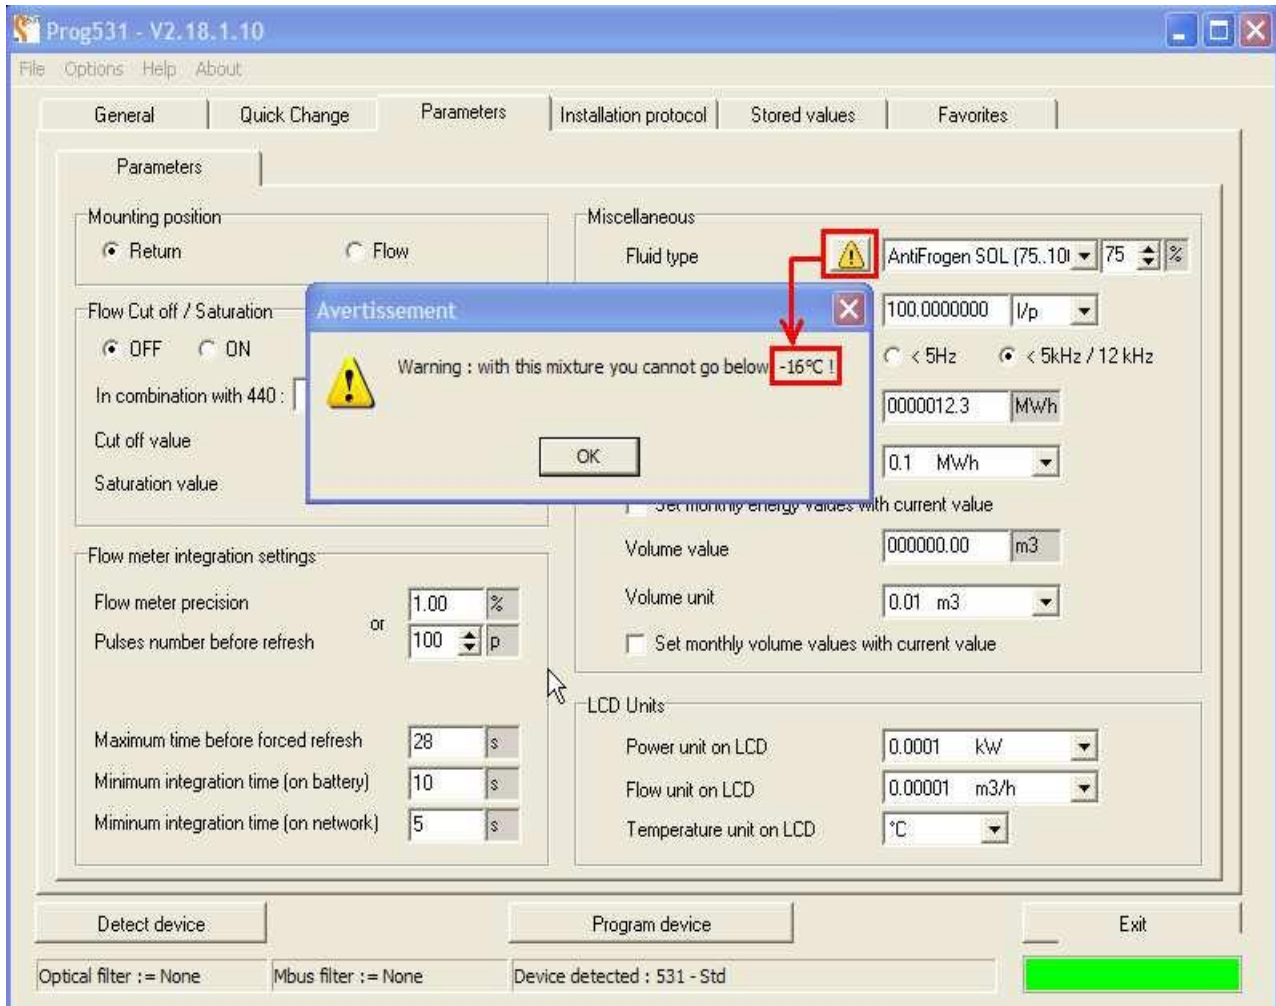 Prog531 - V2.18.1.10
File Options Help About
General Quick Change Parameters Installation protocol Stored values Favorites
Parameters
Mounting position
Return Flow
Flow Cut off / Saturation
OFF ON
In combination with 440 :
Cut off value
Saturation value
Flow meter integration settings
Flow meter precision 1.00 %
or
Pulses number before refresh 100 p
Maximum time before forced refresh 28 s
Minimum integration time (on battery) 10 s
Miminum integration time (on network) 5 s
Miscellaneous
Fluid type AntiFrogen SOL (75..10 75 %
100.0000000 l/p
< 5Hz < 5kHz / 12 kHz
0000012.3 MWh
0.1 MWh
Set monthly energy values with current value
Volume value 000000.00 m3
Volume unit 0.01 m3
Set monthly volume values with current value
LCD Units
Power unit on LCD 0.0001 kW
Flow unit on LCD 0.00001 m3/h
Temperature unit on LCD °C
Avertissement
Warning : with this mixture you cannot go below -16°C !
OK
Detect device Program device Exit
Optical filter := None Mbus filter := None Device detected : 531 - Std